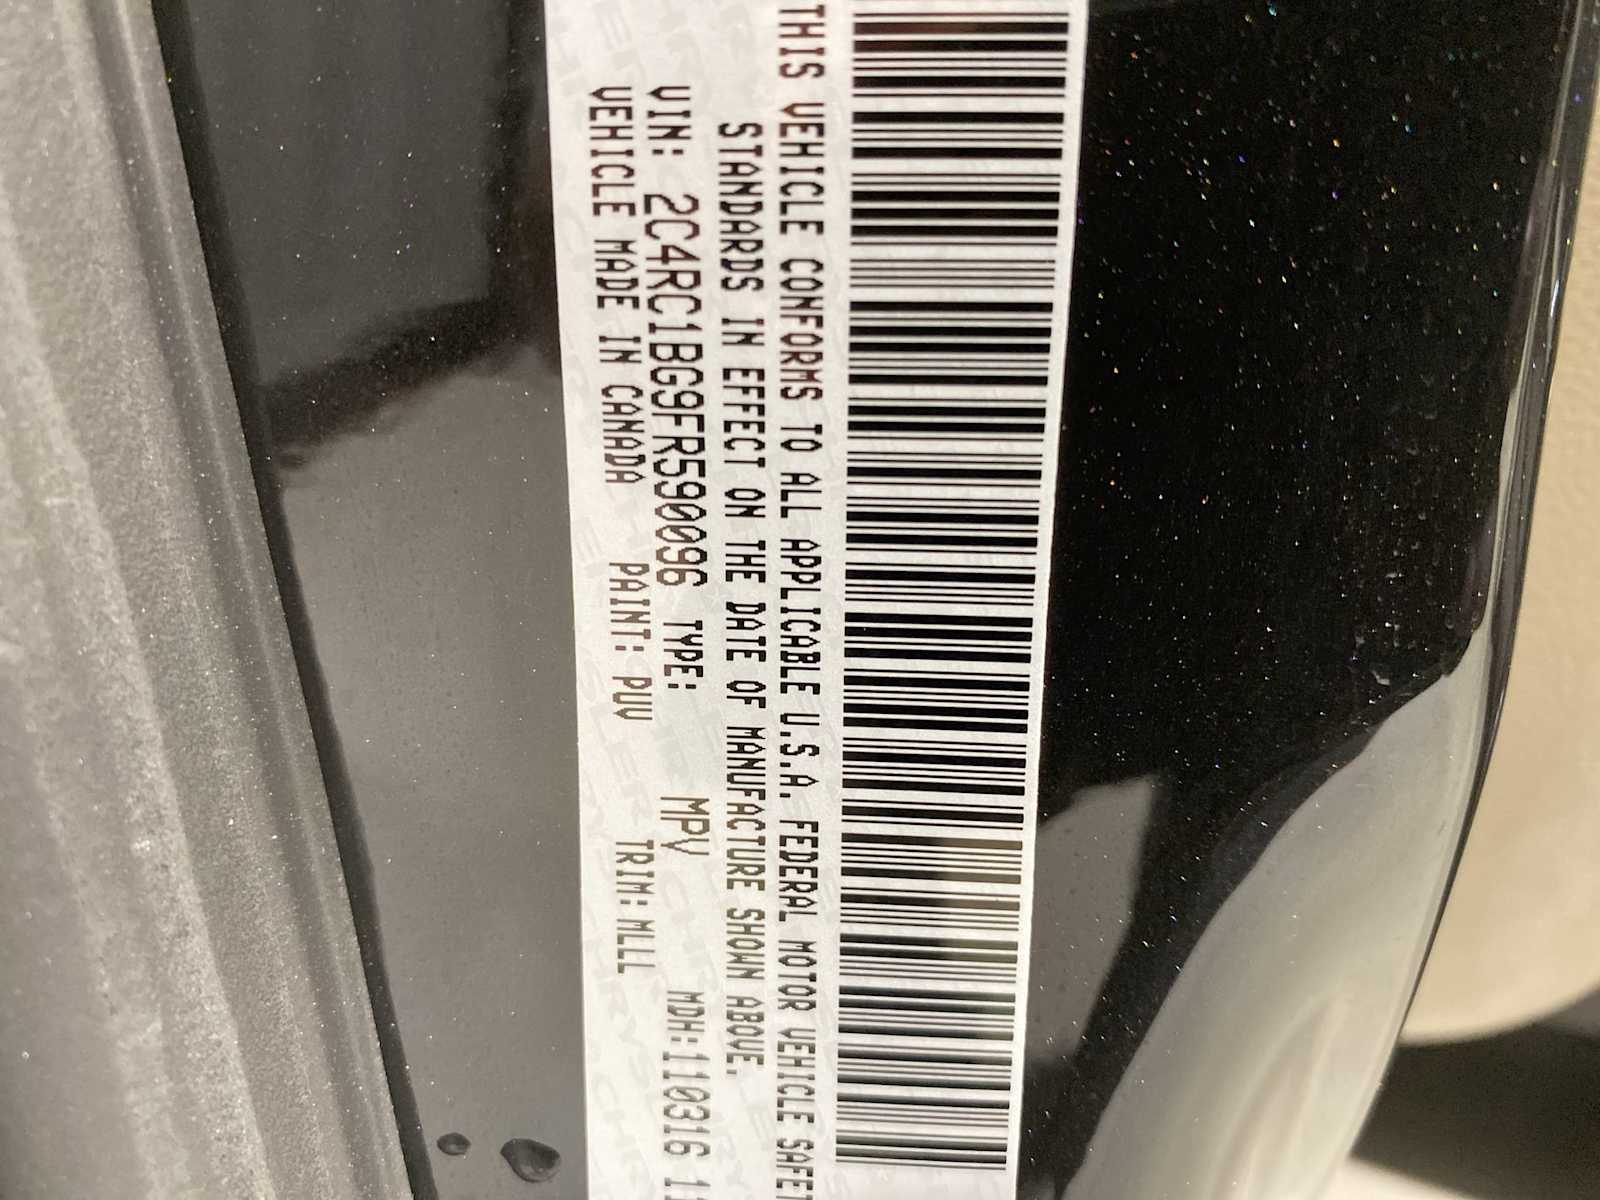 THIS VEHICLE CONFORMS TO ALL APPLICABLE U.S.A. FEDERAL MOTOR VEHICLE SAFET
STANDARDS IN EFFECT ON THE DATE OF MANUFACTURE SHOWN ABOVE.
VIN: 2C4RC1BG9FR590096 TYPE: MPV MDH:110316 11
VEHICLE MADE IN CANADA PAINT: PUV TRIM: MLLL